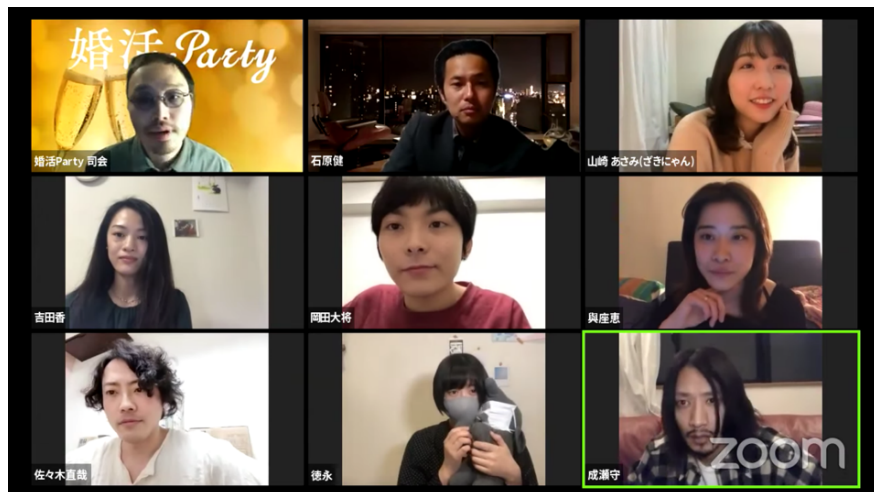 婚活Party
婚活Party 司会
石原健
山崎 あさみ(ざきにゃん)
吉田香
岡田大将
與座恵
佐々木直哉
徳永
成瀬守
zoom